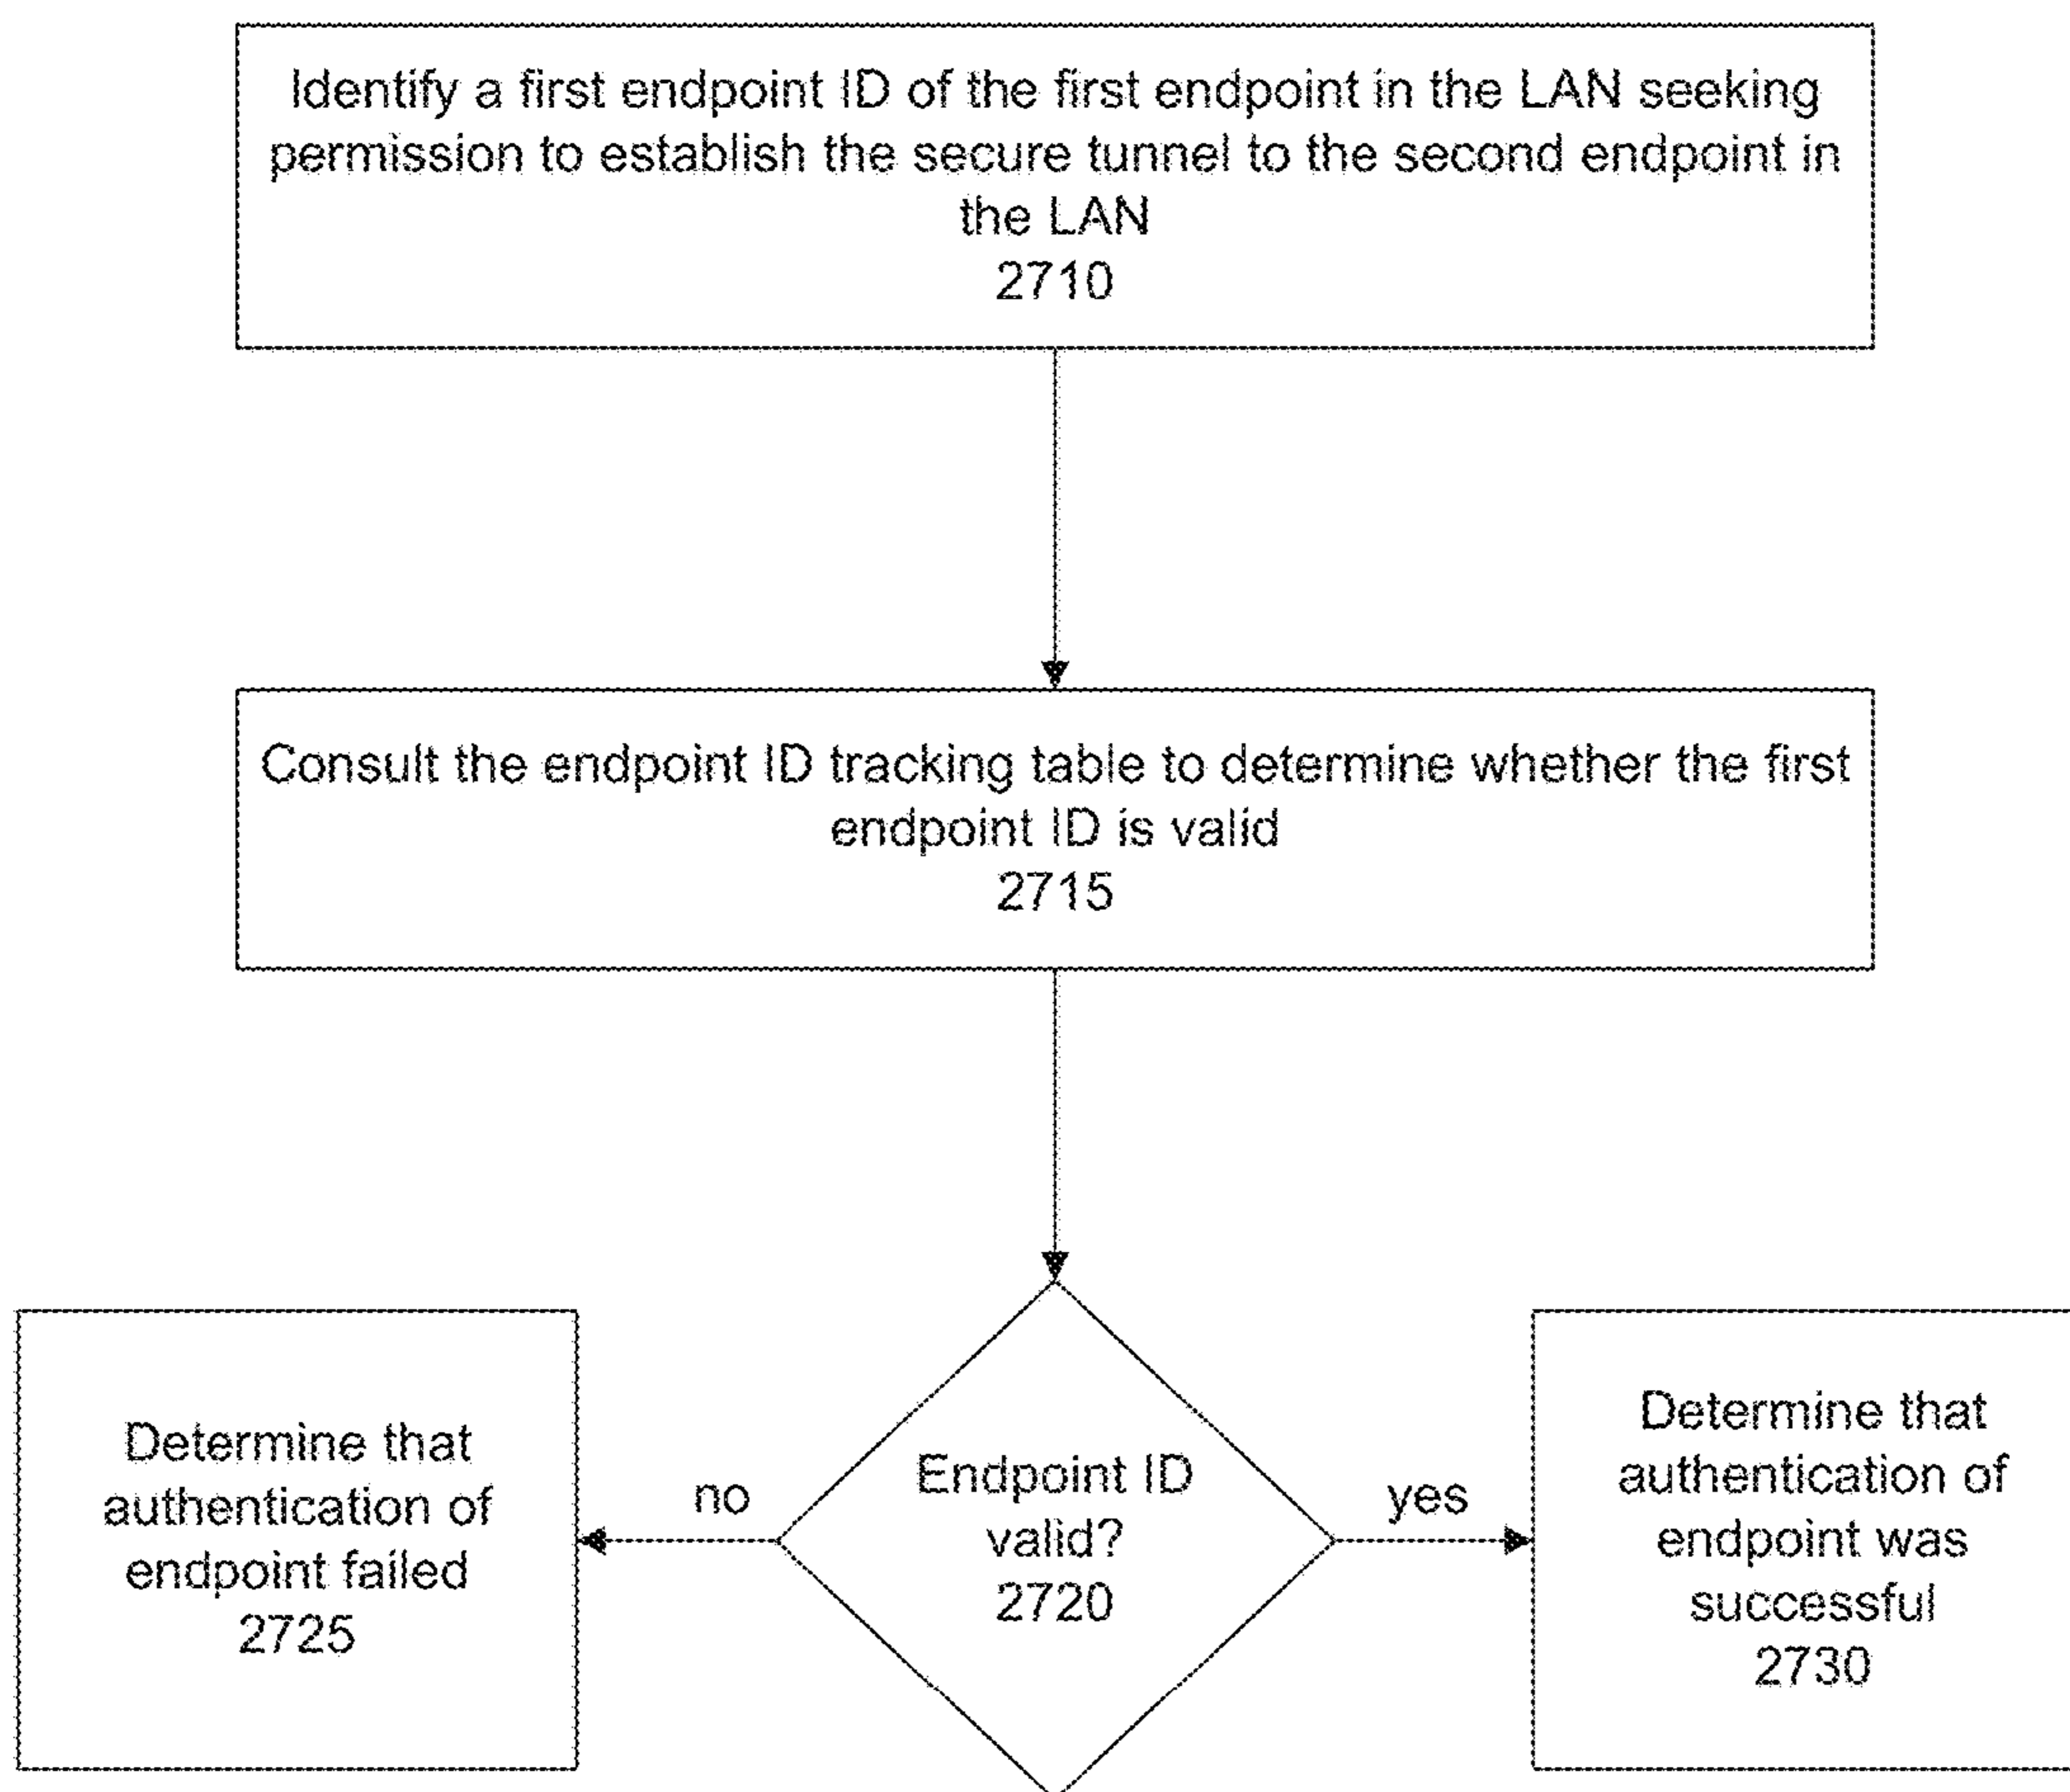 Identify a first endpoint ID of the first endpoint in the LAN seeking
permission to establish the secure tunnel to the second endpoint in
the LAN
2710
Consult the endpoint ID tracking table to determine whether the first
endpoint ID is valid
2715
Determine that
authentication of
endpoint failed
2725
no
Endpoint ID
valid?
2720
yes
Determine that
authentication of
endpoint was
successful
2730